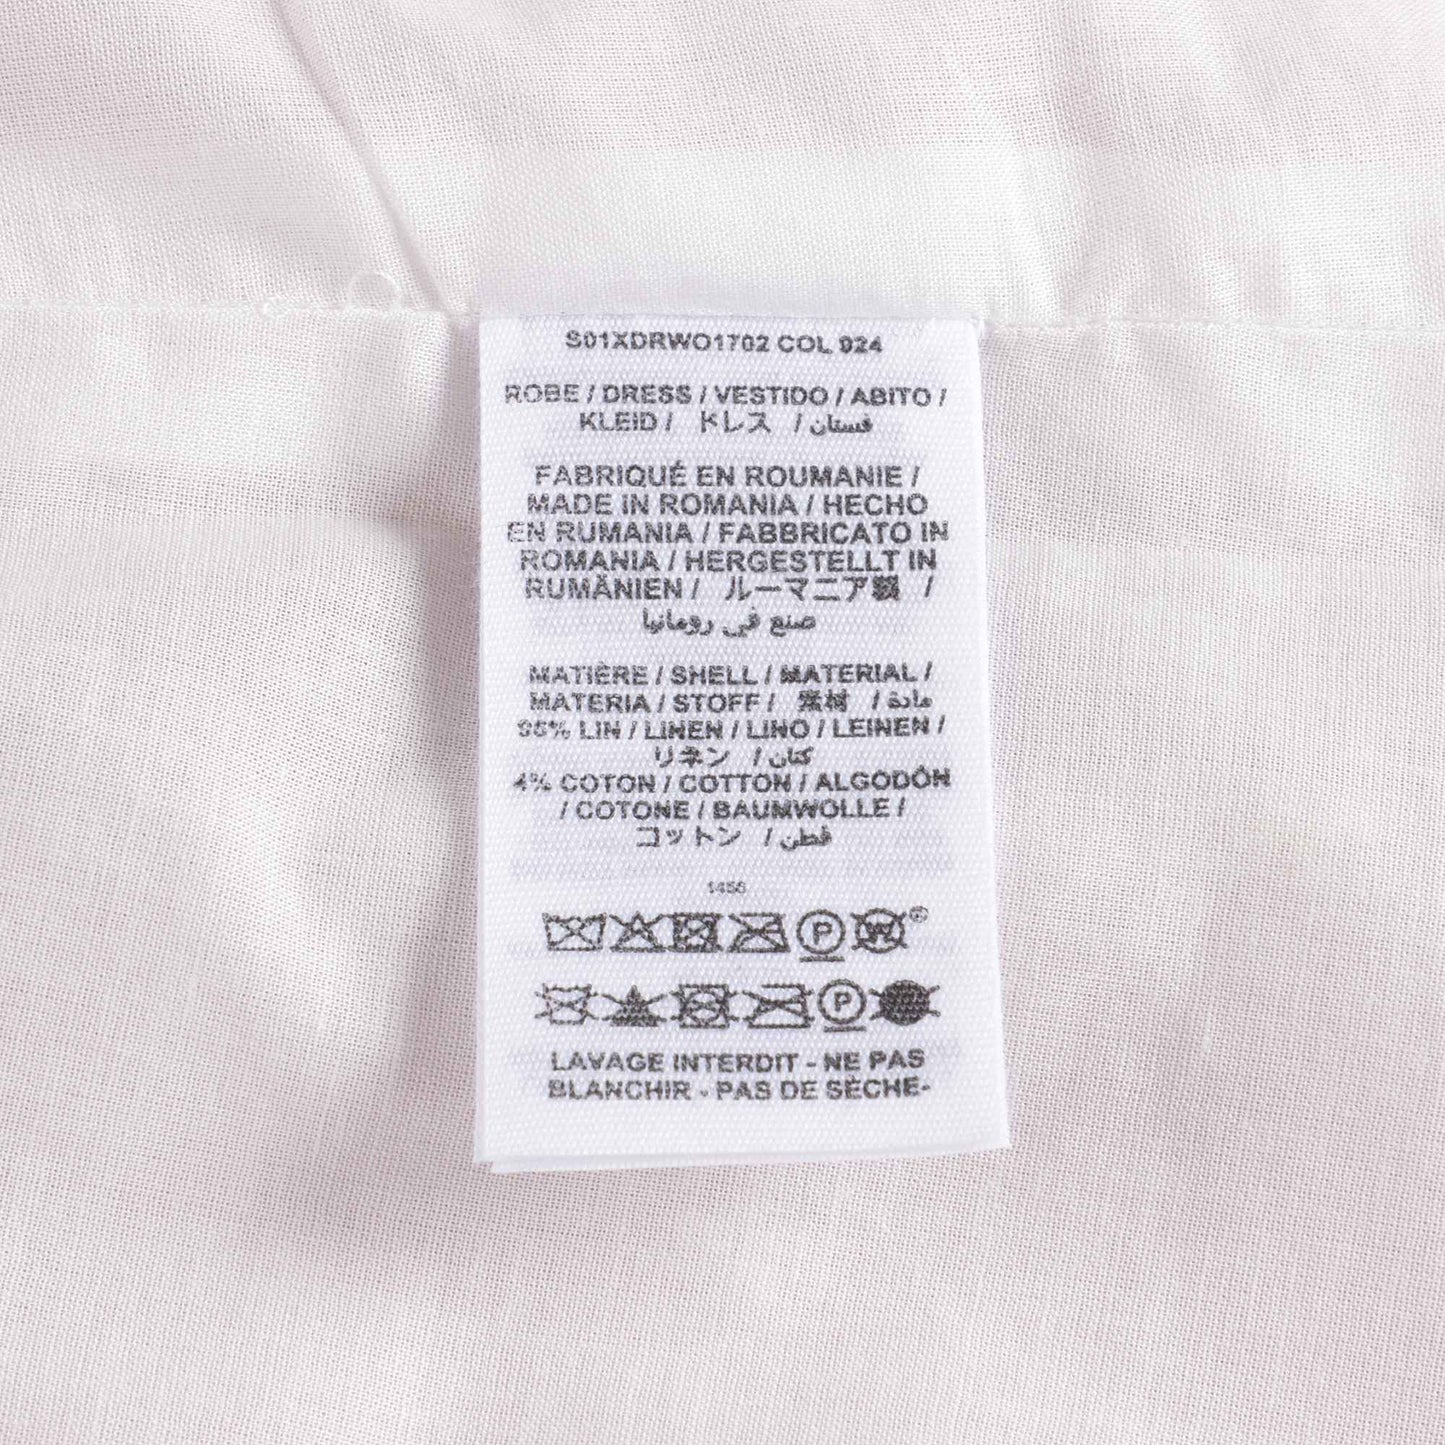 S01XDRWO1702 COL 924
ROBE / DRESS / VESTIDO / ABITO /
KLEID / ドレス / فستان
FABRIQUÉ EN ROUMANIE /
MADE IN ROMANIA / HECHO
EN RUMANIA / FABBRICATO IN
ROMANIA / HERGESTELLT IN
RUMÄNIEN / ルーマニア製 /
صنع في رومانيا
MATIÈRE / SHELL / MATERIAL /
MATERIA / STOFF / 素材 / مادة
96% LIN / LINEN / LINO / LEINEN /
リネン / كتان
4% COTON / COTTON / ALGODÓN
/ COTONE / BAUMWOLLE /
コットン / قطن
1456
P W ©
P
LAVAGE INTERDIT - NE PAS
BLANCHIR - PAS DE SÈCHE-